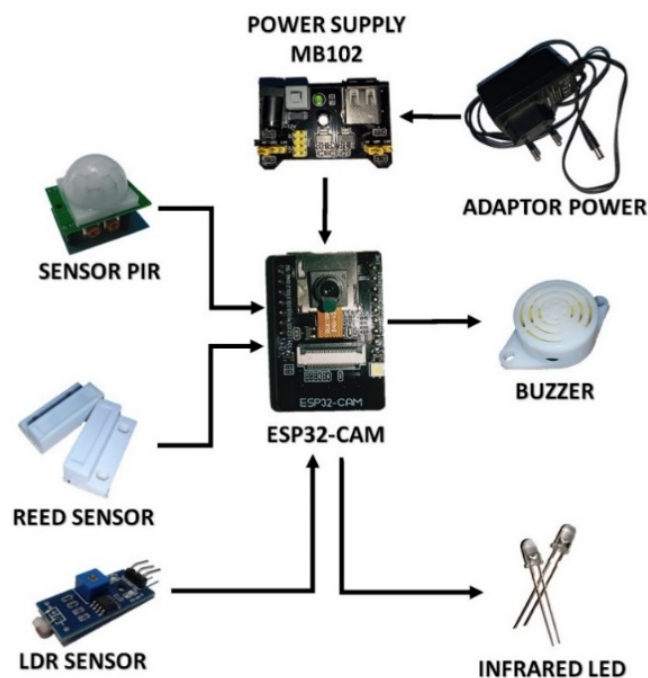 POWER SUPPLY
MB102
ADAPTOR POWER
SENSOR PIR
ESP32-CAM
BUZZER
ESP32-CAM
REED SENSOR
LDR SENSOR
INFRARED LED